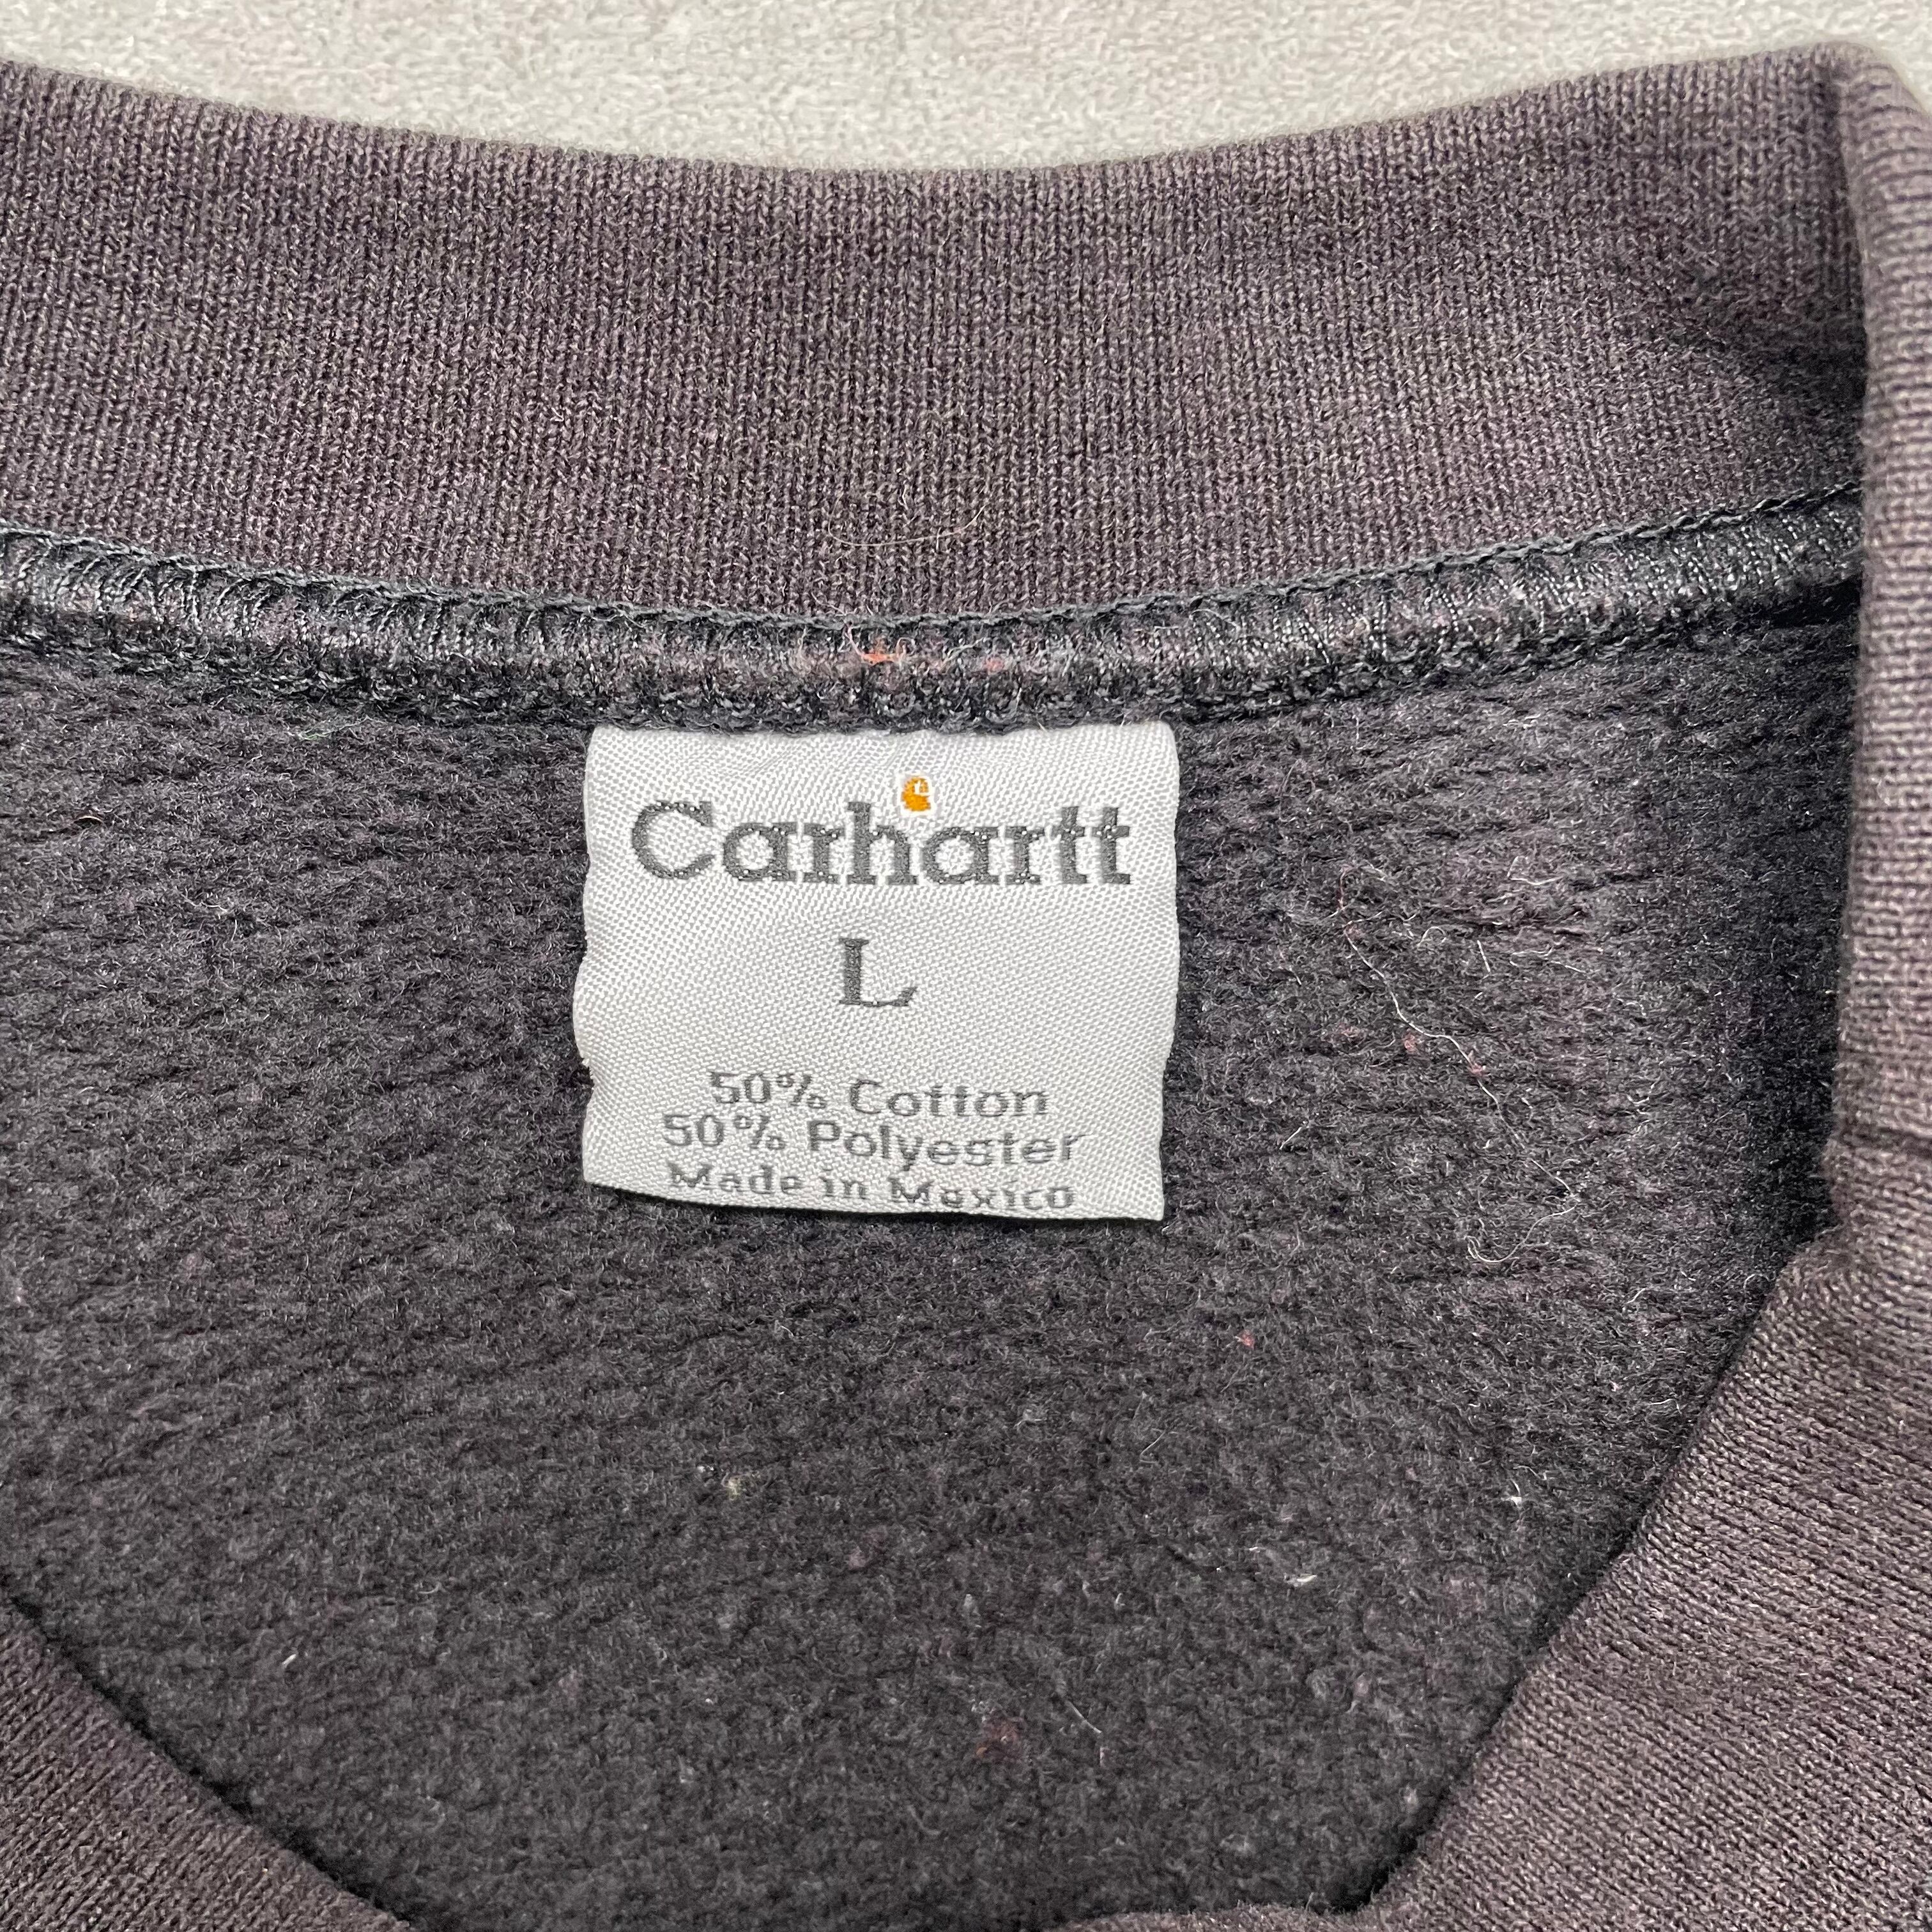 Carhartt
L
50% Cotton
50% Polyester
Made in Mexico